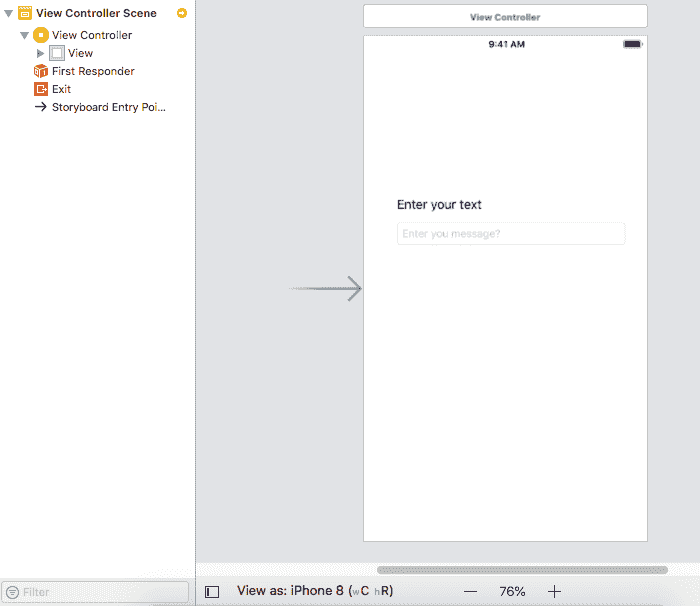 View Controller Scene
View Controller
View
First Responder
Exit
Storyboard Entry Poi...
Filter
View Controller
9:41 AM
Enter your text
Enter you message?
View as: iPhone 8 (wC hR)
76%